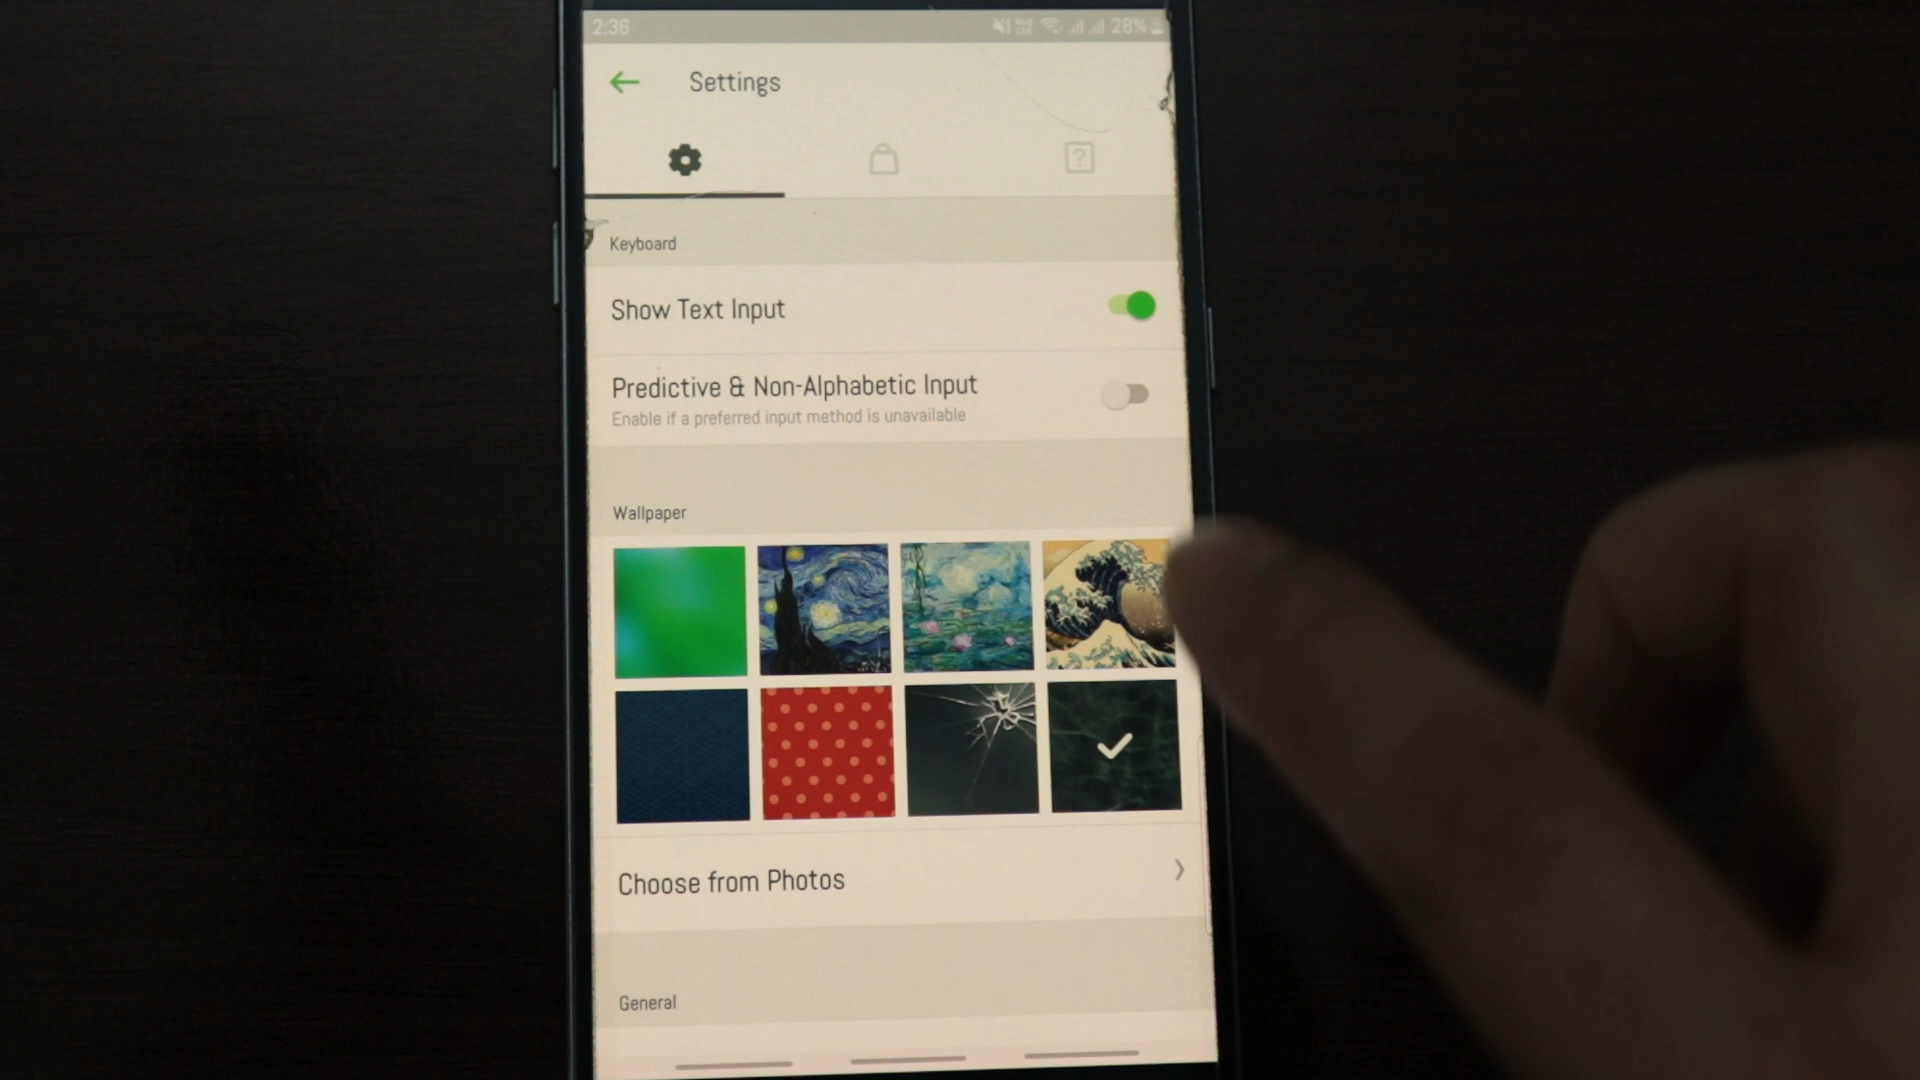 2:36
28%
Settings
?
Keyboard
Show Text Input
Predictive & Non-Alphabetic Input
Enable if a preferred input method is unavailable
Wallpaper
Choose from Photos
General